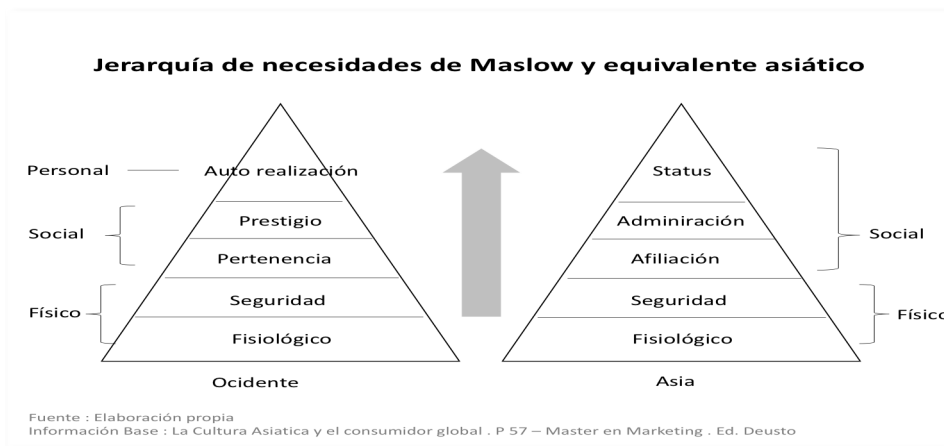 Jerarquía de necesidades de Maslow y equivalente asiático
Personal
Auto realización
Status
Prestigio
Adminiración
Social
Social
Pertenencia
Afiliación
Seguridad
Seguridad
Físico
Físico
Fisiológico
Fisiológico
Ocidente
Asia
Fuente : Elaboración propia
Información Base : La Cultura Asiatica y el consumidor global . P 57 – Master en Marketing . Ed. Deusto